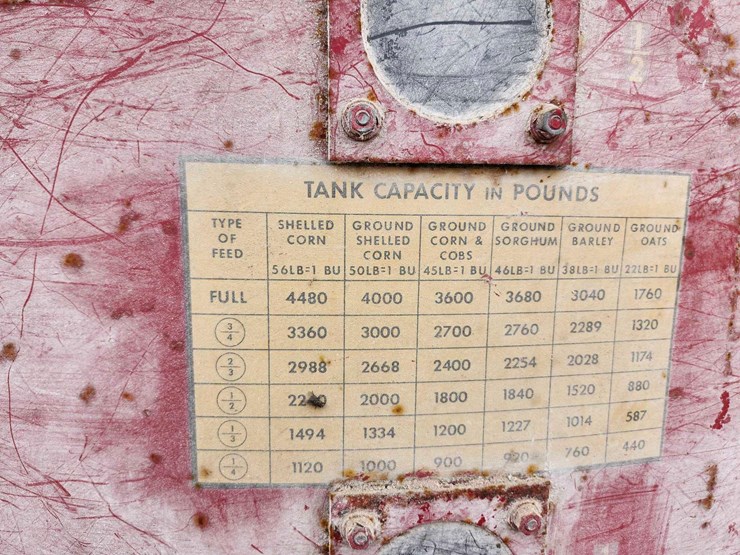 1/2
TANK CAPACITY IN POUNDS
TYPE OF FEED SHELLED CORN 56LB=1 BU GROUND SHELLED CORN 50LB=1 BU GROUND CORN & COBS 45LB=1 BU GROUND SORGHUM 46LB=1 BU GROUND BARLEY 38LB=1 BU GROUND OATS 22LB=1 BU
FULL 4480 4000 3600 3680 3040 1760
3/4 3360 3000 2700 2760 2289 1320
2/3 2988 2668 2400 2254 2028 1174
1/2 2000 1800 1840 1520 880
1/3 1494 1334 1200 1227 1014 587
1/4 1120 1000 900 920 760 440